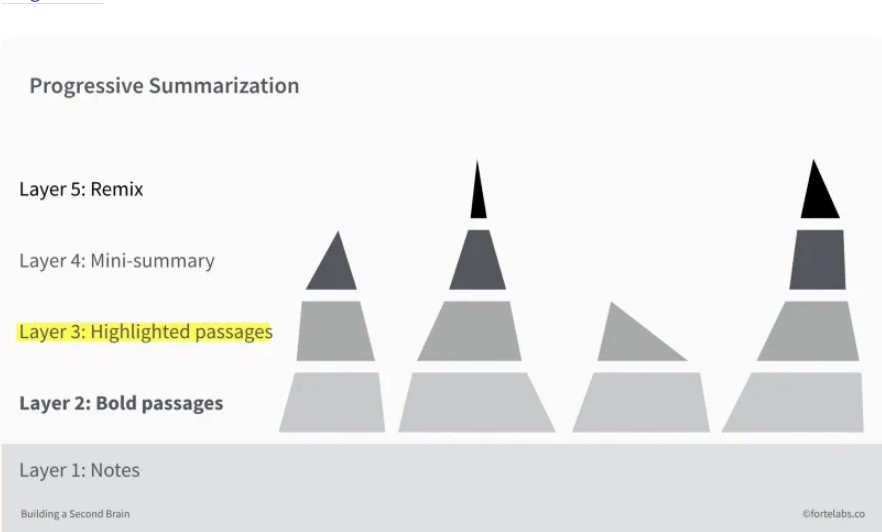 Progressive Summarization
Layer 5: Remix
Layer 4: Mini-summary
Layer 3: Highlighted passages
Layer 2: Bold passages
Layer 1: Notes
Building a Second Brain
©fortelabs.co